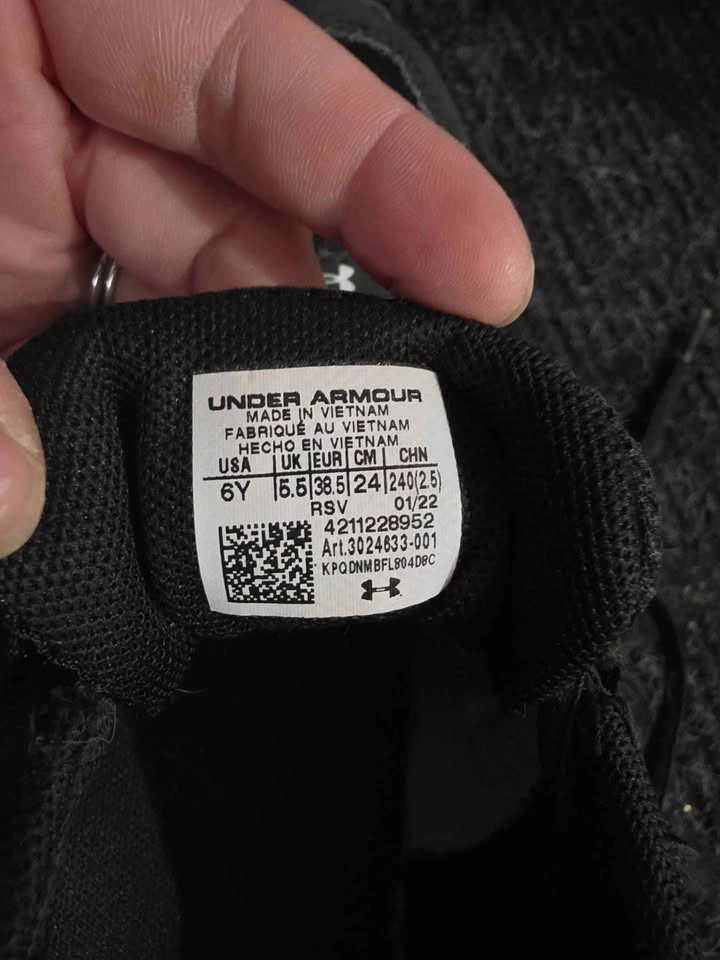 UNDER ARMOUR
MADE IN VIETNAM
FABRIQUÉ AU VIETNAM
HECHO EN VIETNAM
USA UK EUR CM CHN
6Y 5.5 38.5 24 240(2.5)
RSV 01/22
4211228952
Art.3024633-001
KPQDNMBFL804D8C